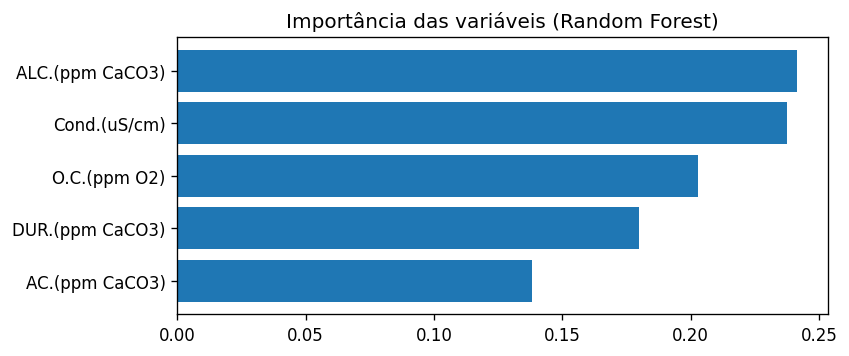 Importância das variáveis (Random Forest)
ALC.(ppm CaCO3)
Cond.(uS/cm)
O.C.(ppm O2)
DUR.(ppm CaCO3)
AC.(ppm CaCO3)
0.00 0.05 0.10 0.15 0.20 0.25